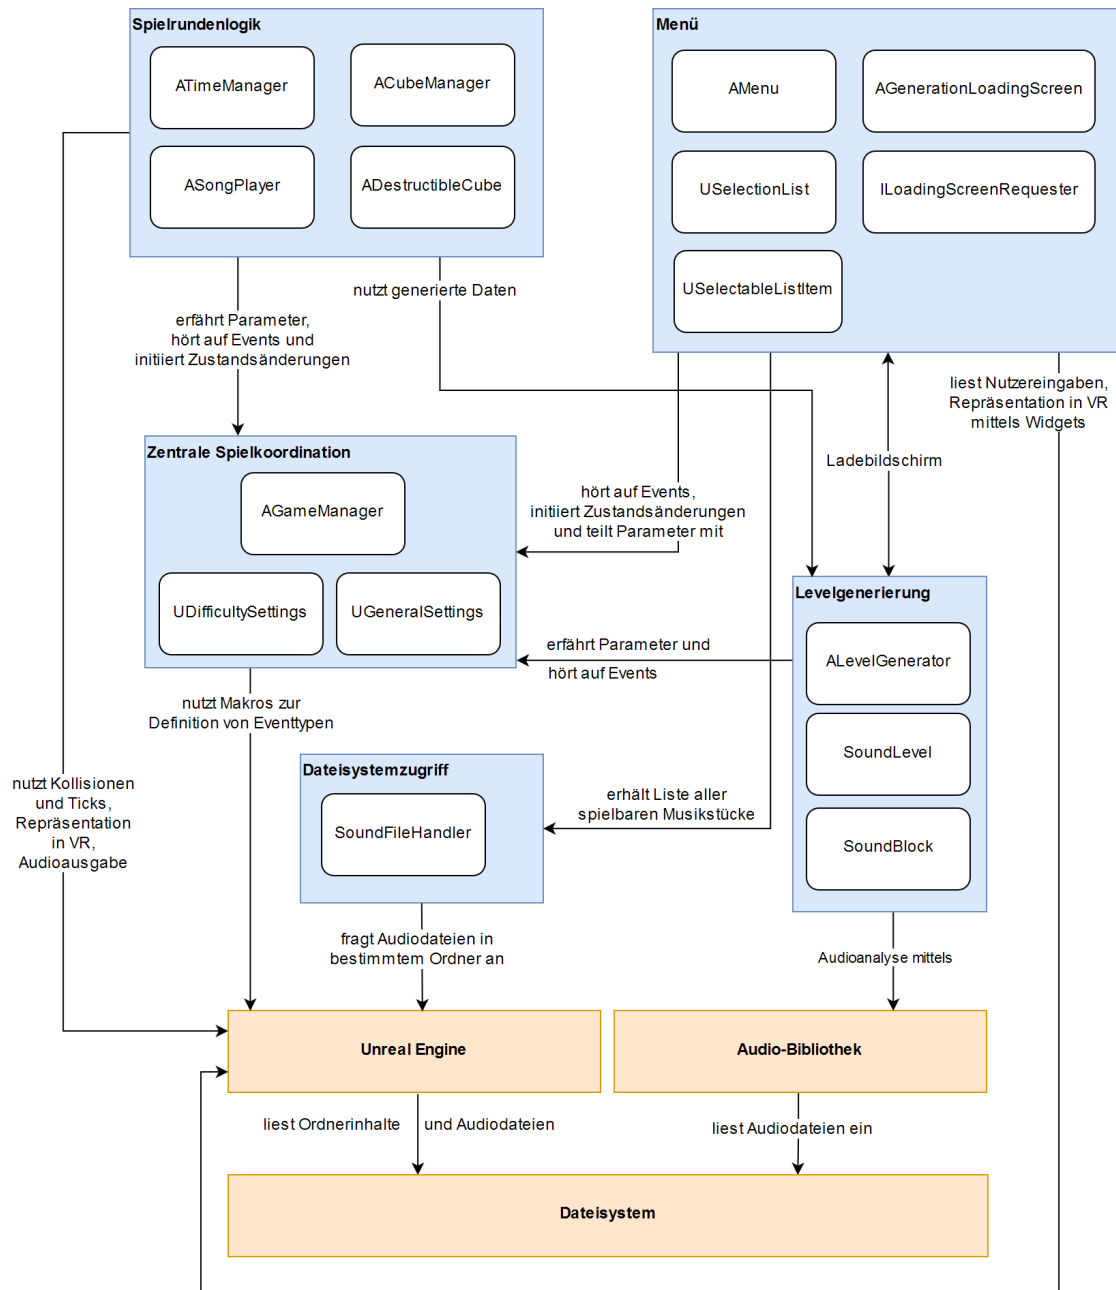 Spielrundenlogik
ATimeManager
ACubeManager
ASongPlayer
ADestructibleCube
Menü
AMenu
AGenerationLoadingScreen
USelectionList
ILoadingScreenRequester
USelectableListItem
erfährt Parameter,
hört auf Events und
initiiert Zustandsänderungen
nutzt generierte Daten
liest Nutzereingaben,
Repräsentation in VR
mittels Widgets
Ladebildschirm
Zentrale Spielkoordination
AGameManager
UDifficultySettings
UGeneralSettings
hört auf Events,
initiiert Zustandsänderungen
und teilt Parameter mit
Levelgenerierung
ALevelGenerator
SoundLevel
SoundBlock
erfährt Parameter und
hört auf Events
nutzt Makros zur
Definition von Eventtypen
nutzt Kollisionen
und Ticks,
Repräsentation
in VR,
Audioausgabe
Dateisystemzugriff
SoundFileHandler
erhält Liste aller
spielbaren Musikstücke
fragt Audiodateien in
bestimmtem Ordner an
Audioanalyse mittels
Unreal Engine
Audio-Bibliothek
liest Ordnerinhalte
und Audiodateien
liest Audiodateien ein
Dateisystem